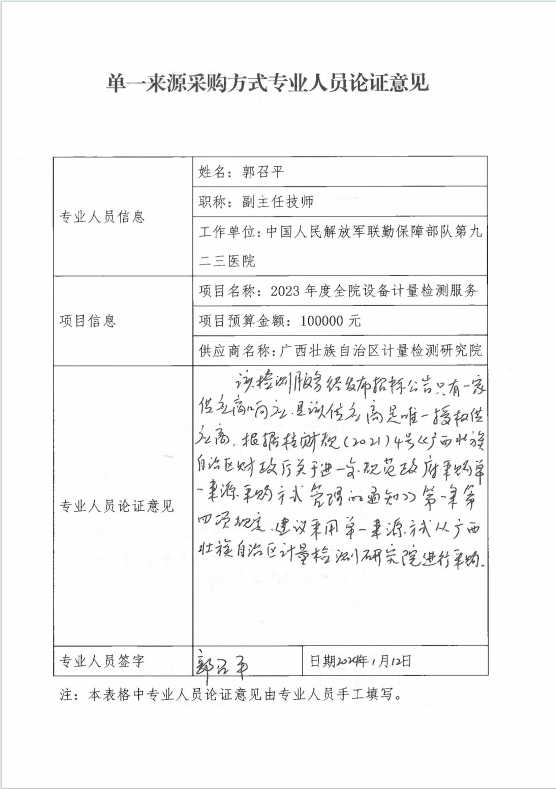 单一来源采购方式专业人员论证意见
专业人员信息
姓名：郭召平
职称：副主任技师
工作单位：中国人民解放军联勤保障部队第九
二三医院
项目信息
项目名称：2023 年度全院设备计量检测服务
项目预算金额：100000 元
供应商名称：广西壮族自治区计量检测研究院
专业人员论证意见
该检测服务经发布招标公告只有一家
供应商响应，且该供应商是唯一授权供
应商，根据桂财规（2021）4号《广西壮族
自治区财政厅关于进一步规范政府采购单
一来源采购方式管理的通知》第一条第
四项规定，建议采用单一来源方式从广西
壮族自治区计量检测研究院进行采购。
专业人员签字
郭召平
日期2024年1月12日
注：本表格中专业人员论证意见由专业人员手工填写。